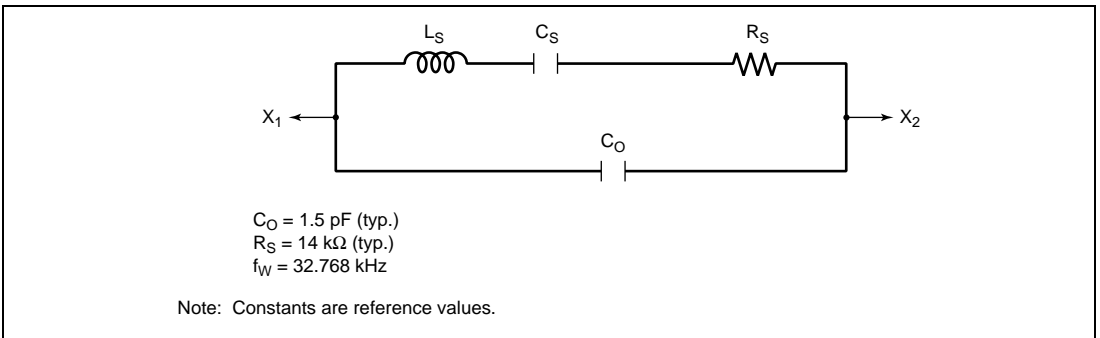 L_S C_S R_S
X_1 X_2
C_O
C_O = 1.5 pF (typ.)
R_S = 14 kΩ (typ.)
f_W = 32.768 kHz
Note: Constants are reference values.